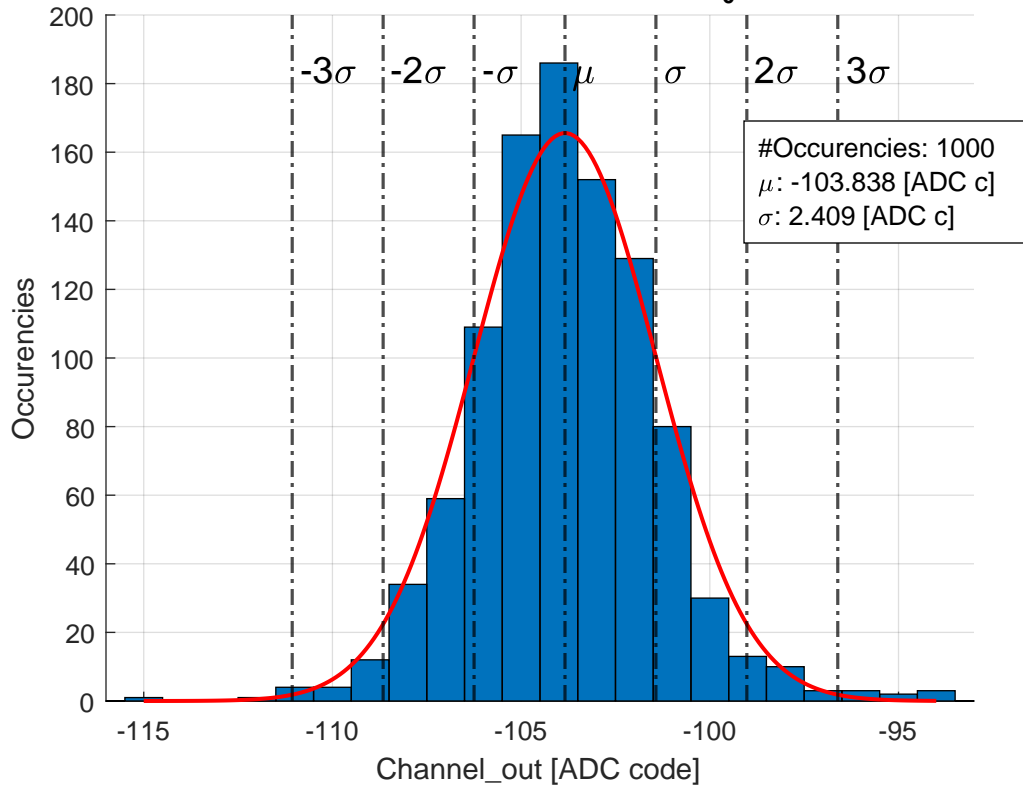 200
180
160
140
120
100
80
60
40
20
0
Occurencies
-3σ
-2σ
-σ
μ
σ
2σ
3σ
#Occurencies: 1000
μ: -103.838 [ADC c]
σ: 2.409 [ADC c]
-115
-110
-105
-100
-95
Channel_out [ADC code]